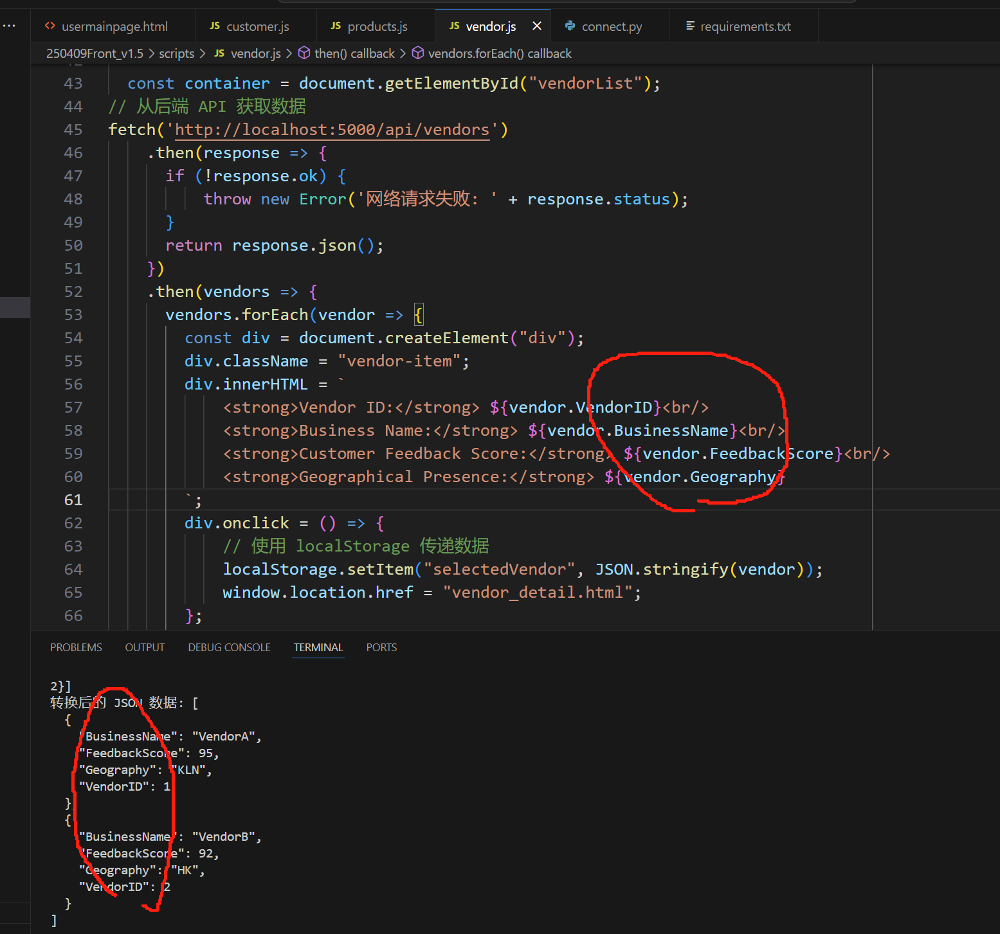 usermainpage.html JS customer.js JS products.js JS vendor.js connect.py requirements.txt
250409Front_v1.5 > scripts > JS vendor.js > then() callback > vendors.forEach() callback
43 const container = document.getElementById("vendorList");
44 // 从后端 API 获取数据
45 fetch('http://localhost:5000/api/vendors')
46 .then(response => {
47 if (!response.ok) {
48 throw new Error('网络请求失败: ' + response.status);
49 }
50 return response.json();
51 })
52 .then(vendors => {
53 vendors.forEach(vendor => {
54 const div = document.createElement("div");
55 div.className = "vendor-item";
56 div.innerHTML = `
57 <strong>Vendor ID:</strong> ${vendor.VendorID}<br/>
58 <strong>Business Name:</strong> ${vendor.BusinessName}<br/>
59 <strong>Customer Feedback Score:</strong> ${vendor.FeedbackScore}<br/>
60 <strong>Geographical Presence:</strong> ${vendor.Geography}
61 `;
62 div.onclick = () => {
63 // 使用 localStorage 传递数据
64 localStorage.setItem("selectedVendor", JSON.stringify(vendor));
65 window.location.href = "vendor_detail.html";
66 };
PROBLEMS OUTPUT DEBUG CONSOLE TERMINAL PORTS
2}]
转换后的 JSON 数据: [
{
"BusinessName": "VendorA",
"FeedbackScore": 95,
"Geography": "KLN",
"VendorID": 1
},
{
"BusinessName": "VendorB",
"FeedbackScore": 92,
"Geography": "HK",
"VendorID": 2
}
]